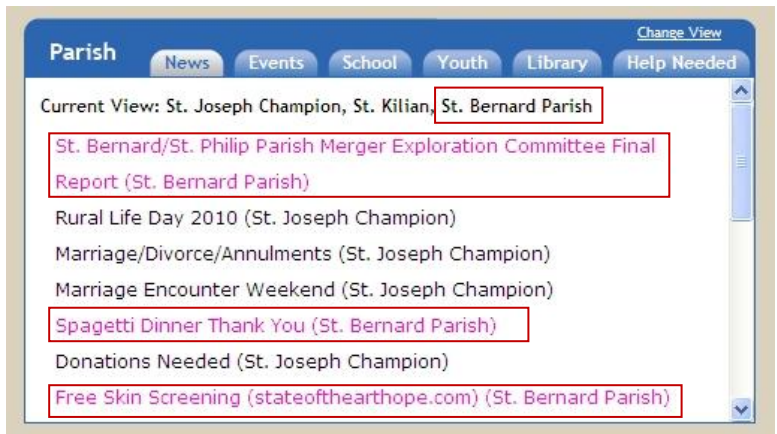 Change View
Parish News Events School Youth Library Help Needed
Current View: St. Joseph Champion, St. Kilian, St. Bernard Parish
St. Bernard/St. Philip Parish Merger Exploration Committee Final
Report (St. Bernard Parish)
Rural Life Day 2010 (St. Joseph Champion)
Marriage/Divorce/Annulments (St. Joseph Champion)
Marriage Encounter Weekend (St. Joseph Champion)
Spagetti Dinner Thank You (St. Bernard Parish)
Donations Needed (St. Joseph Champion)
Free Skin Screening (stateofthearthope.com) (St. Bernard Parish)